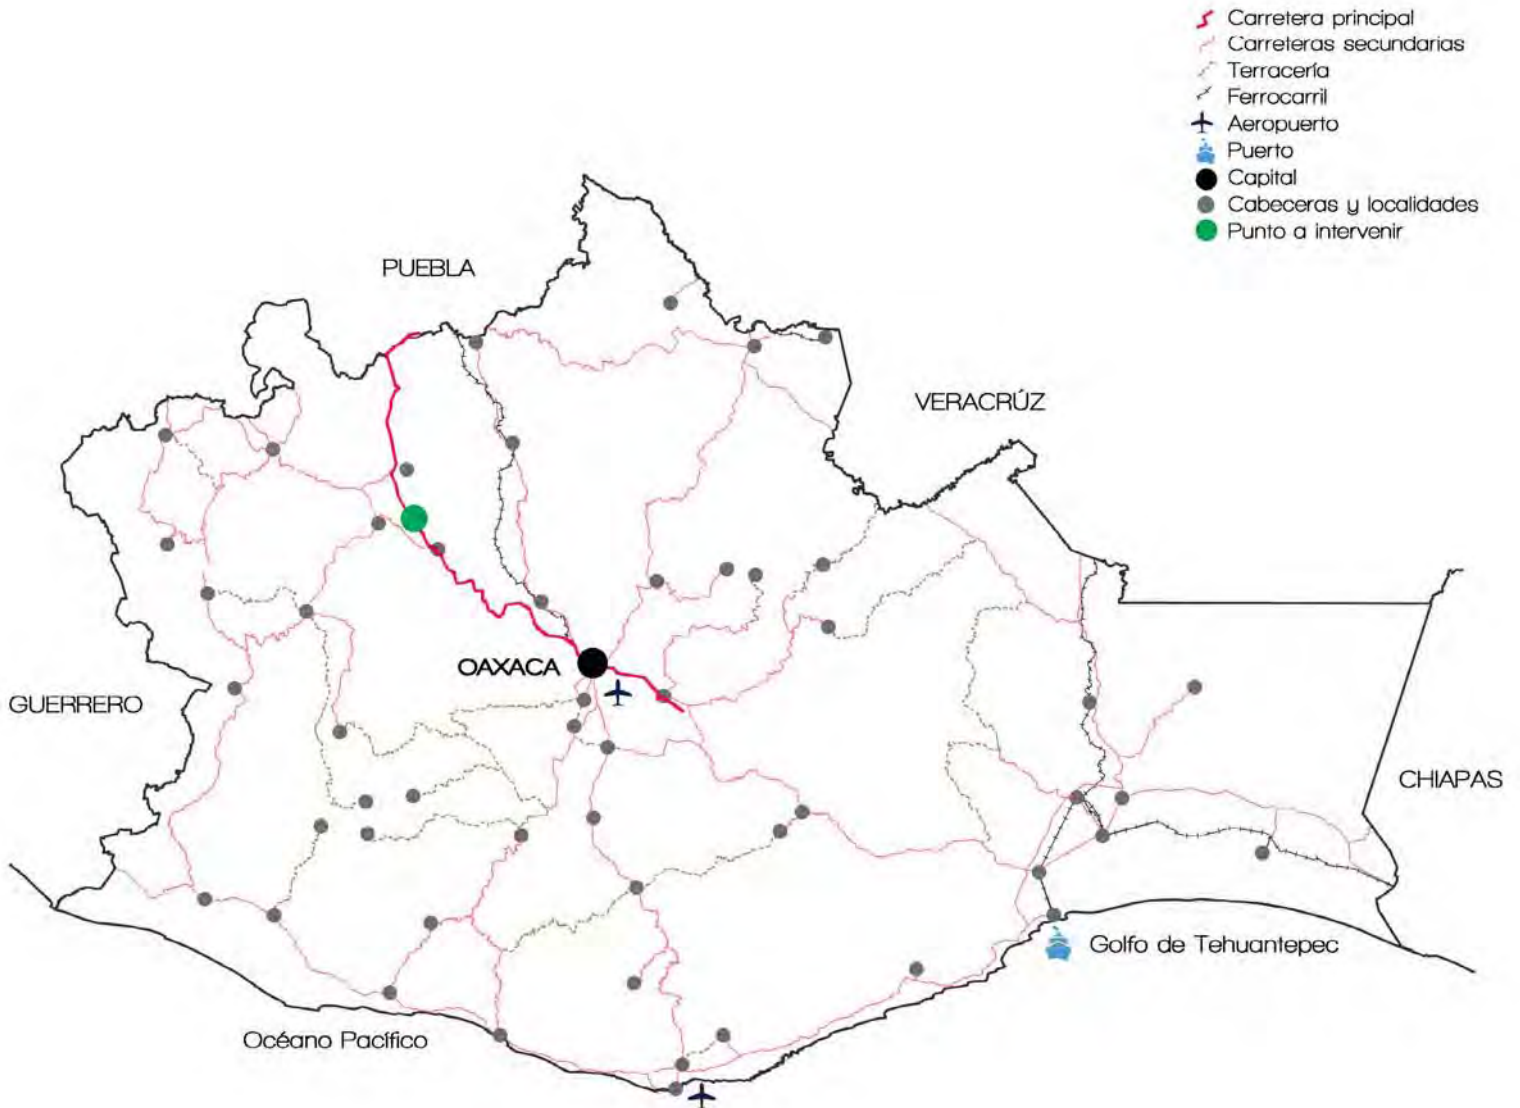 Carretera principal
Carreteras secundarias
Terracería
Ferrocarril
Aeropuerto
Puerto
Capital
Cabeceras y localidades
Punto a intervenir
PUEBLA
VERACRÚZ
OAXACA
GUERRERO
CHIAPAS
Golfo de Tehuantepec
Océano Pacífico